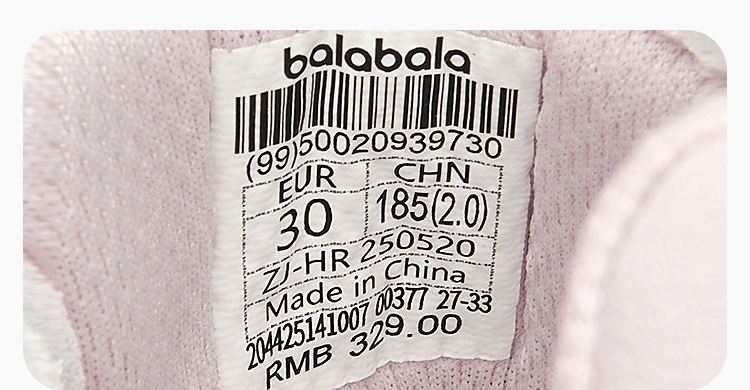 balabala
(99)50020939730
EUR CHN
30 185(2.0)
ZJ-HR 250520
Made in China
204425141007 00377 27-33
RMB 329.00